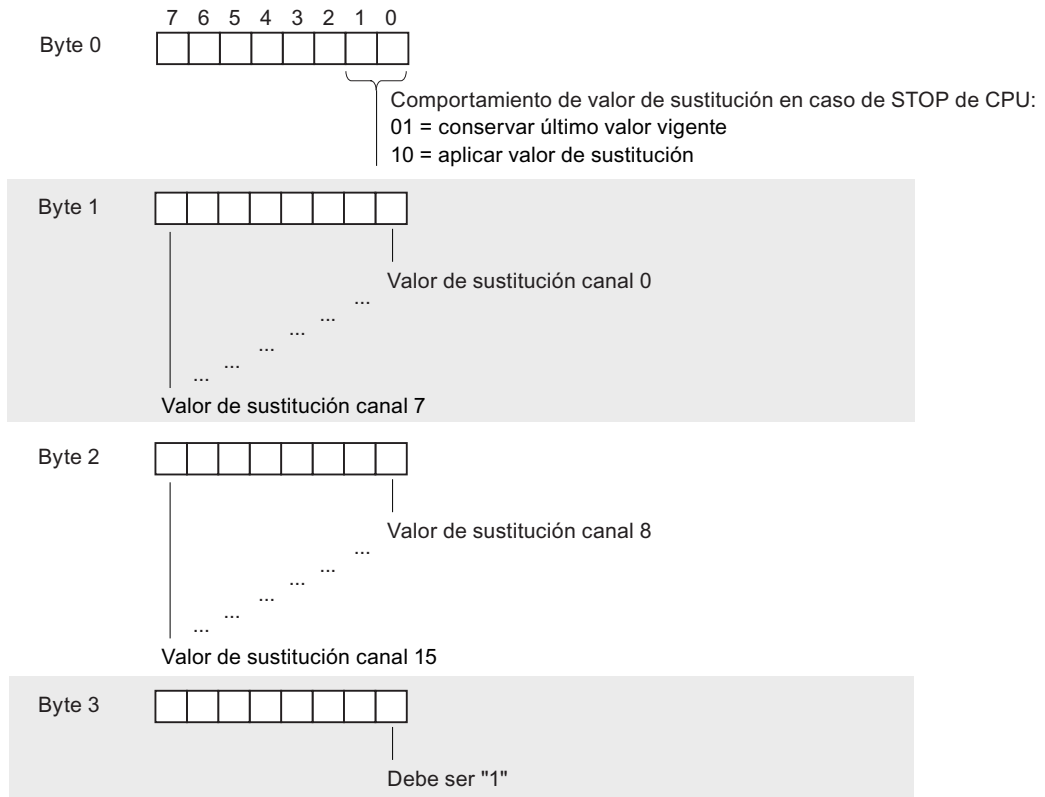 7 6 5 4 3 2 1 0
Byte 0
Comportamiento de valor de sustitución en caso de STOP de CPU:
01 = conservar último valor vigente
10 = aplicar valor de sustitución
Byte 1
Valor de sustitución canal 0
...
...
...
...
...
...
Valor de sustitución canal 7
Byte 2
Valor de sustitución canal 8
...
...
...
...
...
...
Valor de sustitución canal 15
Byte 3
Debe ser "1"